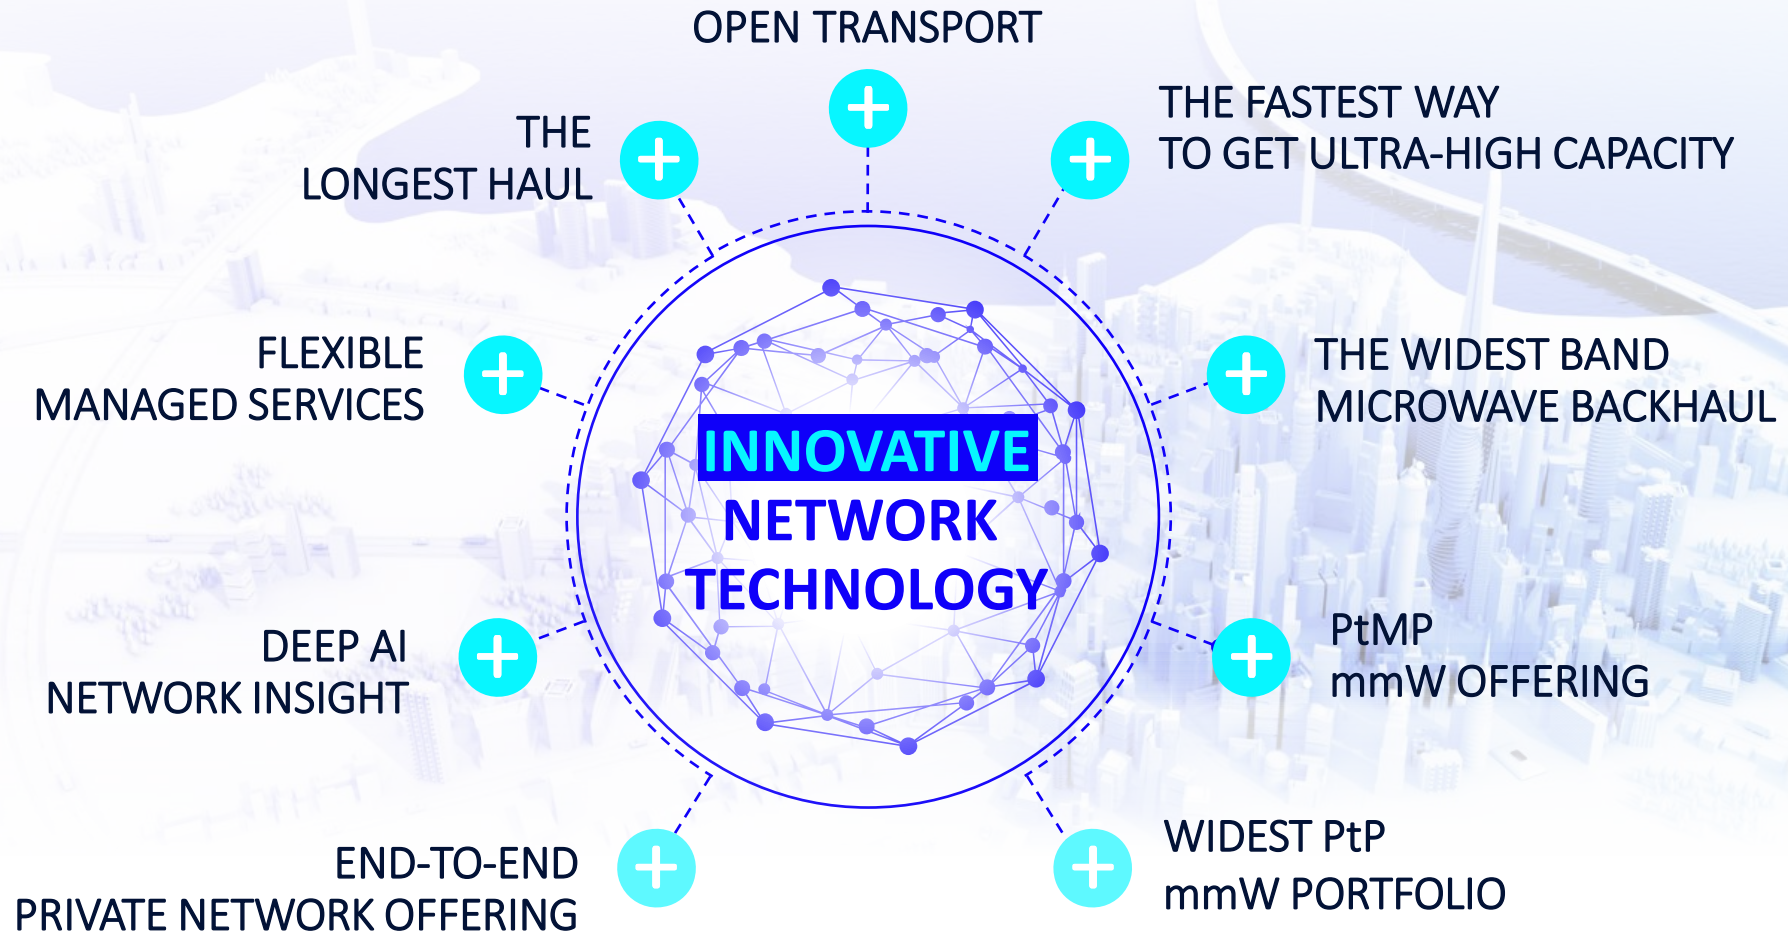 OPEN TRANSPORT
THE FASTEST WAY
TO GET ULTRA-HIGH CAPACITY
THE
LONGEST HAUL
THE WIDEST BAND
MICROWAVE BACKHAUL
FLEXIBLE
MANAGED SERVICES
INNOVATIVE
NETWORK
TECHNOLOGY
PtMP
mmW OFFERING
DEEP AI
NETWORK INSIGHT
WIDEST PtP
mmW PORTFOLIO
END-TO-END
PRIVATE NETWORK OFFERING